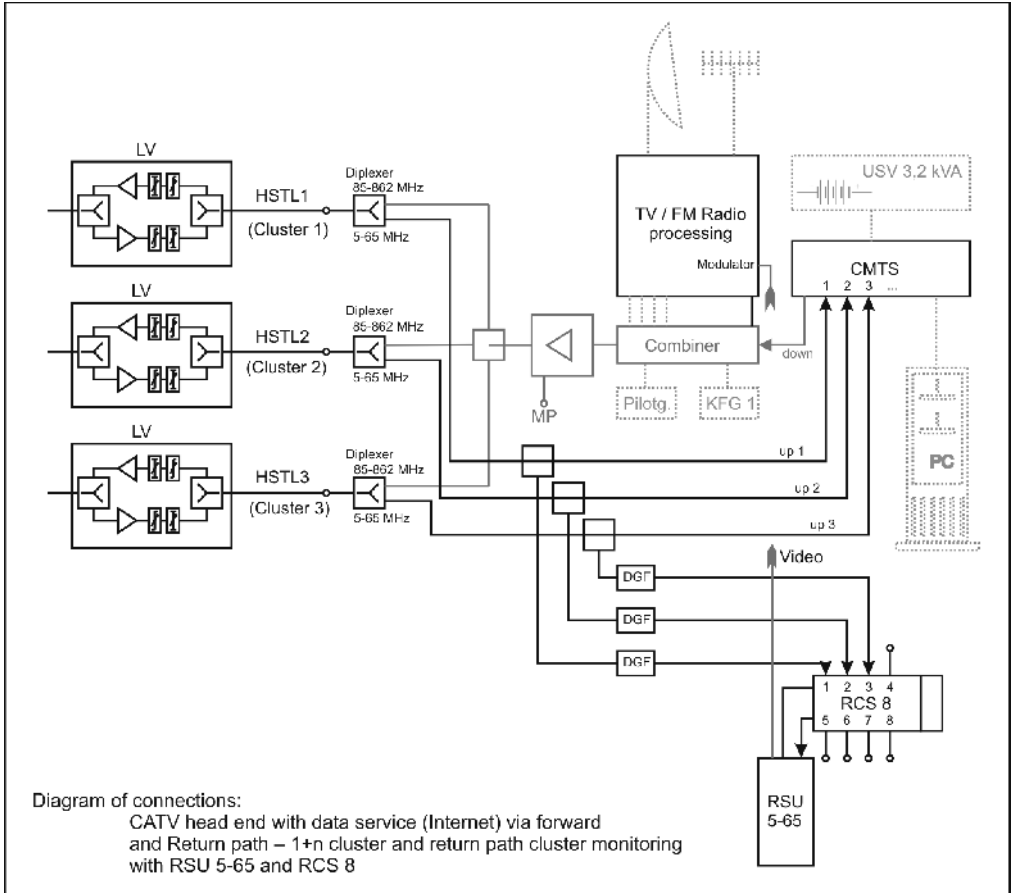 USV 3.2 kVA
LV
Diplexer
85-862 MHz
HSTL1
(Cluster 1)
5-65 MHz
TV / FM Radio
processing
Modulator
CMTS
1 2 3 ...
LV
Diplexer
85-862 MHz
HSTL2
(Cluster 2)
5-65 MHz
Combiner
down
MP
Pilotg.
KFG 1
LV
Diplexer
85-862 MHz
HSTL3
(Cluster 3)
5-65 MHz
up 1
up 2
up 3
PC
Video
DGF
DGF
DGF
1 2 3 4
RCS 8
5 6 7 8
RSU
5-65
Diagram of connections:
CATV head end with data service (Internet) via forward
and Return path – 1+n cluster and return path cluster monitoring
with RSU 5-65 and RCS 8